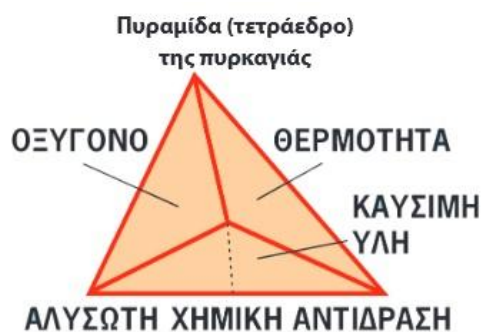 Πυραμίδα (τετράεδρο)
της πυρκαγιάς
ΟΞΥΓΟΝΟ
ΘΕΡΜΟΤΗΤΑ
ΚΑΥΣΙΜΗ
ΥΛΗ
ΑΛΥΣΩΤΗ ΧΗΜΙΚΗ ΑΝΤΙΔΡΑΣΗ